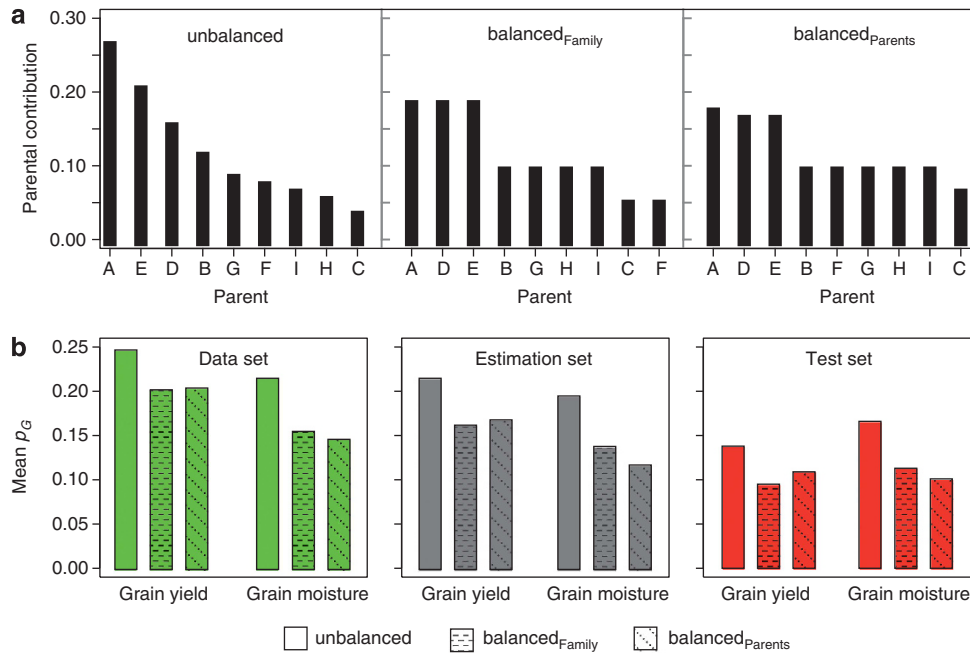 a
unbalanced
balancedFamily
balancedParents
Parental contribution
0.30
0.20
0.10
0.00
A E D B G F I H C
A D E B G H I C F
A D E B F G H I C
Parent
Parent
Parent
b
Data set
Estimation set
Test set
Mean pG
0.25
0.20
0.15
0.10
0.05
0.00
Grain yield Grain moisture
Grain yield Grain moisture
Grain yield Grain moisture
unbalanced balancedFamily balancedParents